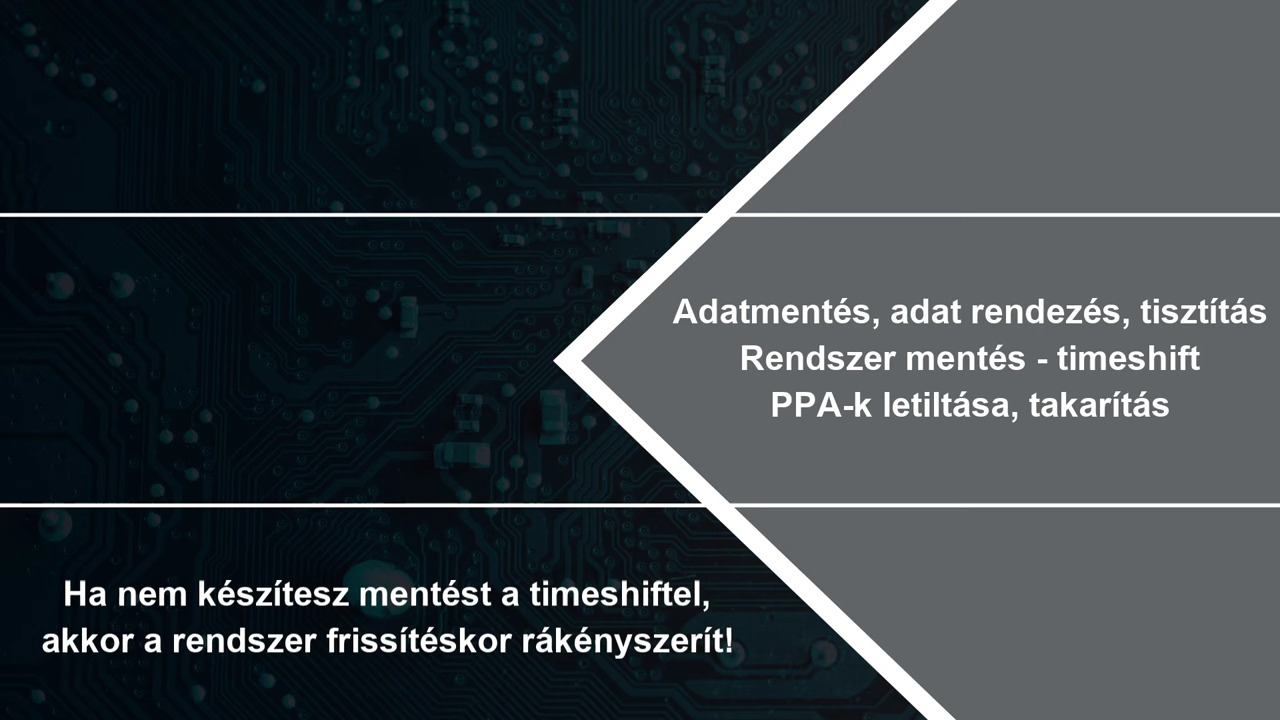 Adatmentés, adat rendezés, tisztítás
Rendszer mentés - timeshift
PPA-k letiltása, takarítás
Ha nem készítesz mentést a timeshiftel,
akkor a rendszer frissítéskor rákényszerít!